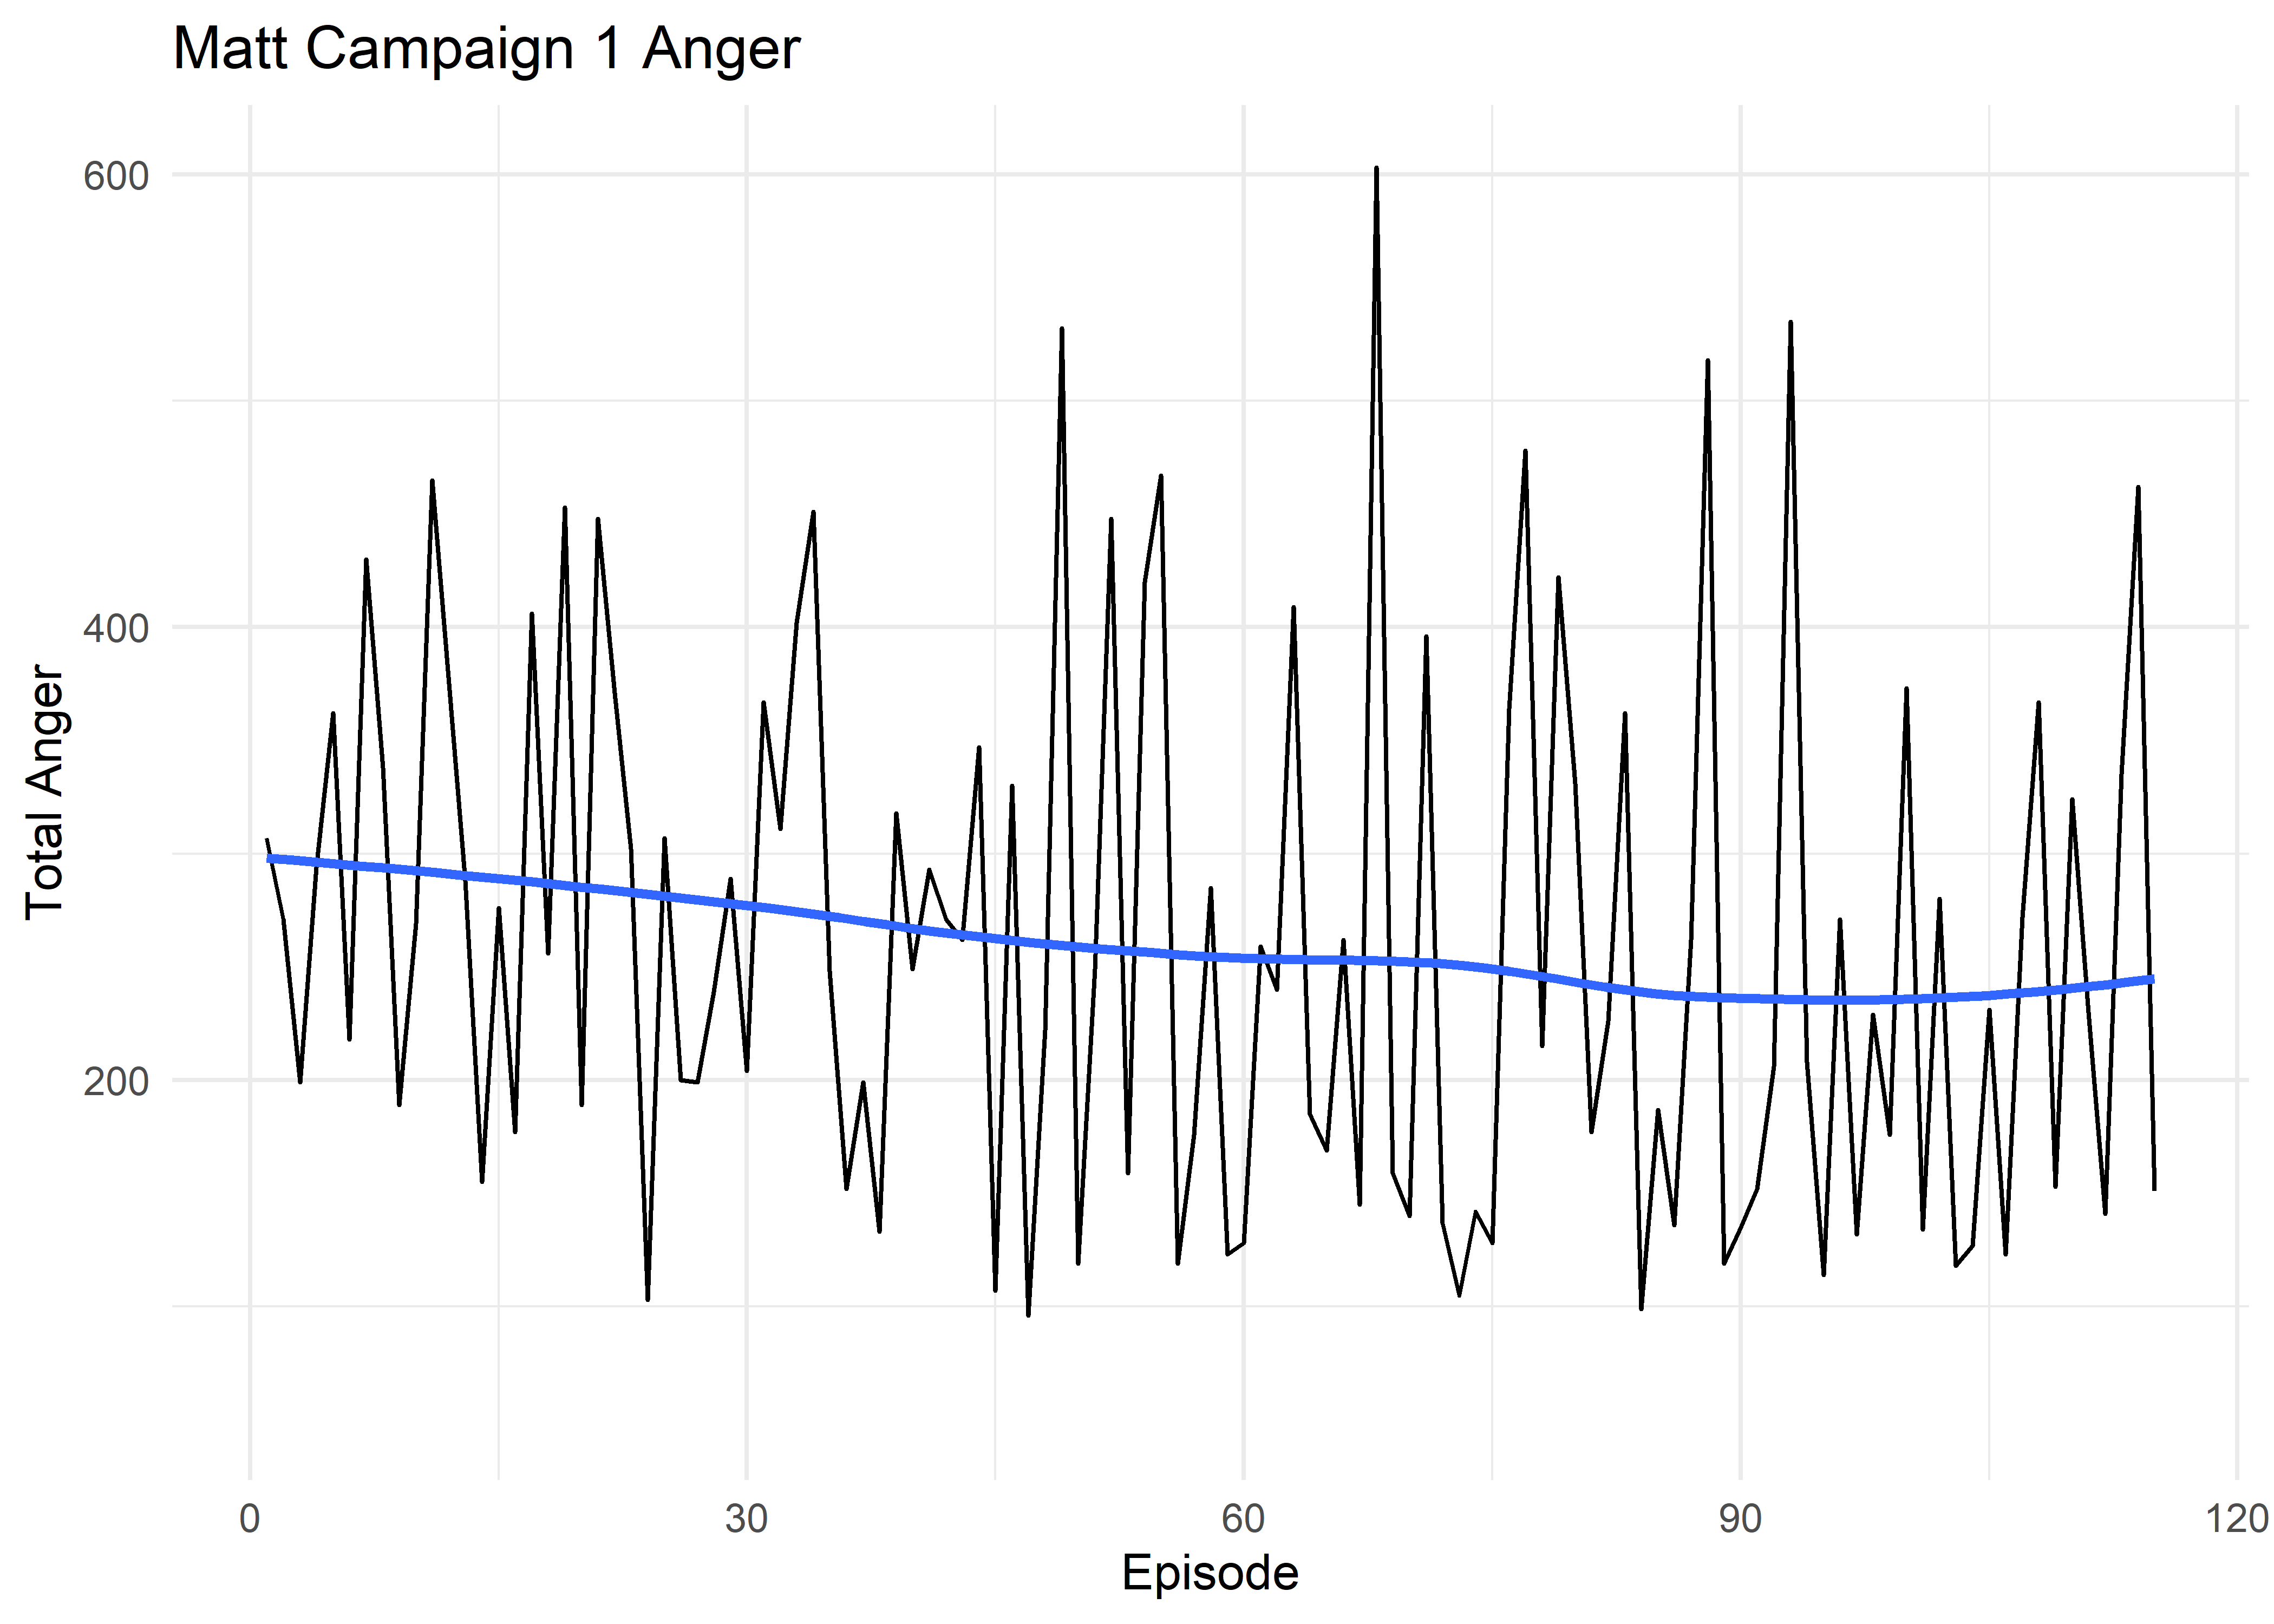 Matt Campaign 1 Anger
600
400
200
Total Anger
0 30 60 90 120
Episode